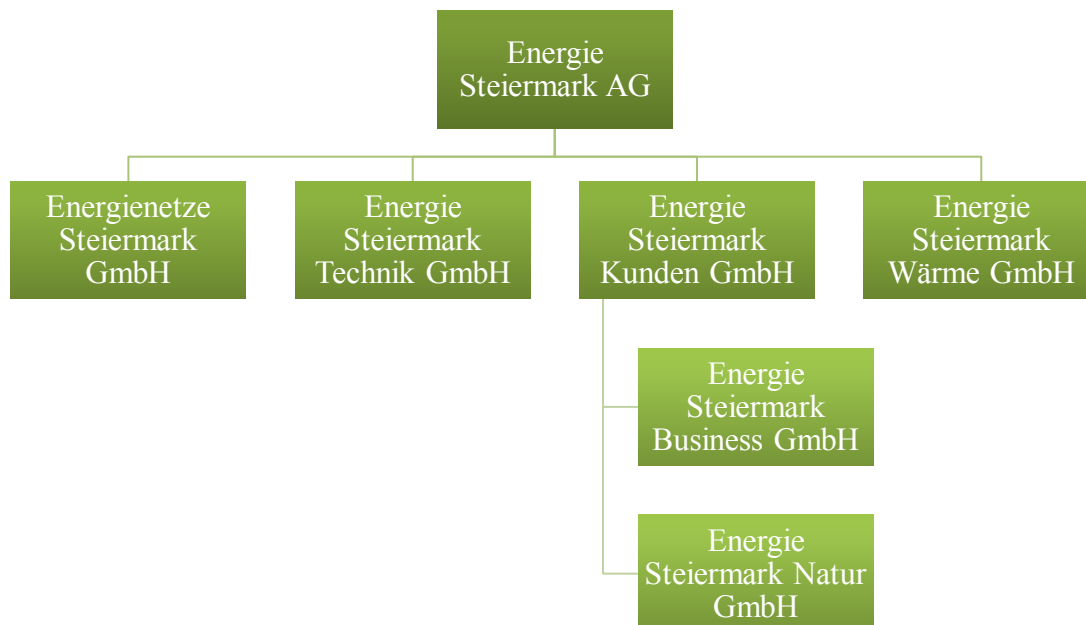 Energie
Steiermark AG
Energienetze
Steiermark
GmbH
Energie
Steiermark
Technik GmbH
Energie
Steiermark
Kunden GmbH
Energie
Steiermark
Wärme GmbH
Energie
Steiermark
Business GmbH
Energie
Steiermark Natur
GmbH